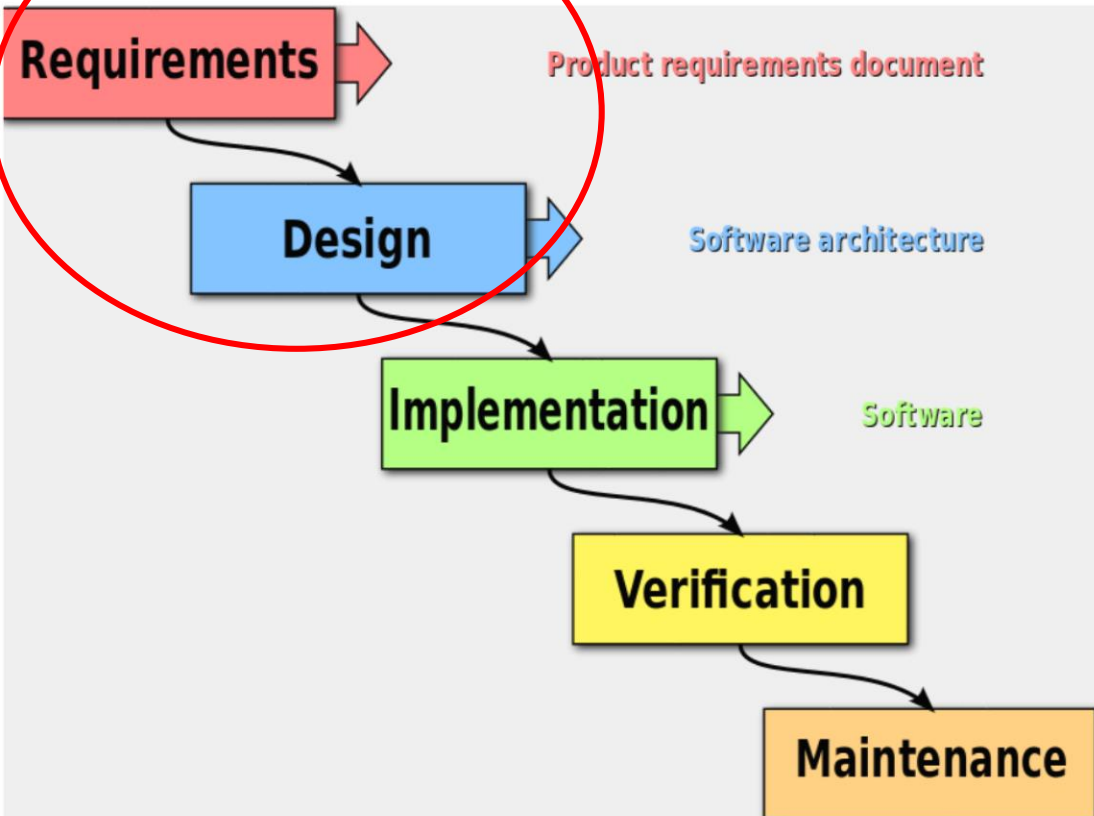 Requirements
Product requirements document
Design
Software architecture
Implementation
Software
Verification
Maintenance